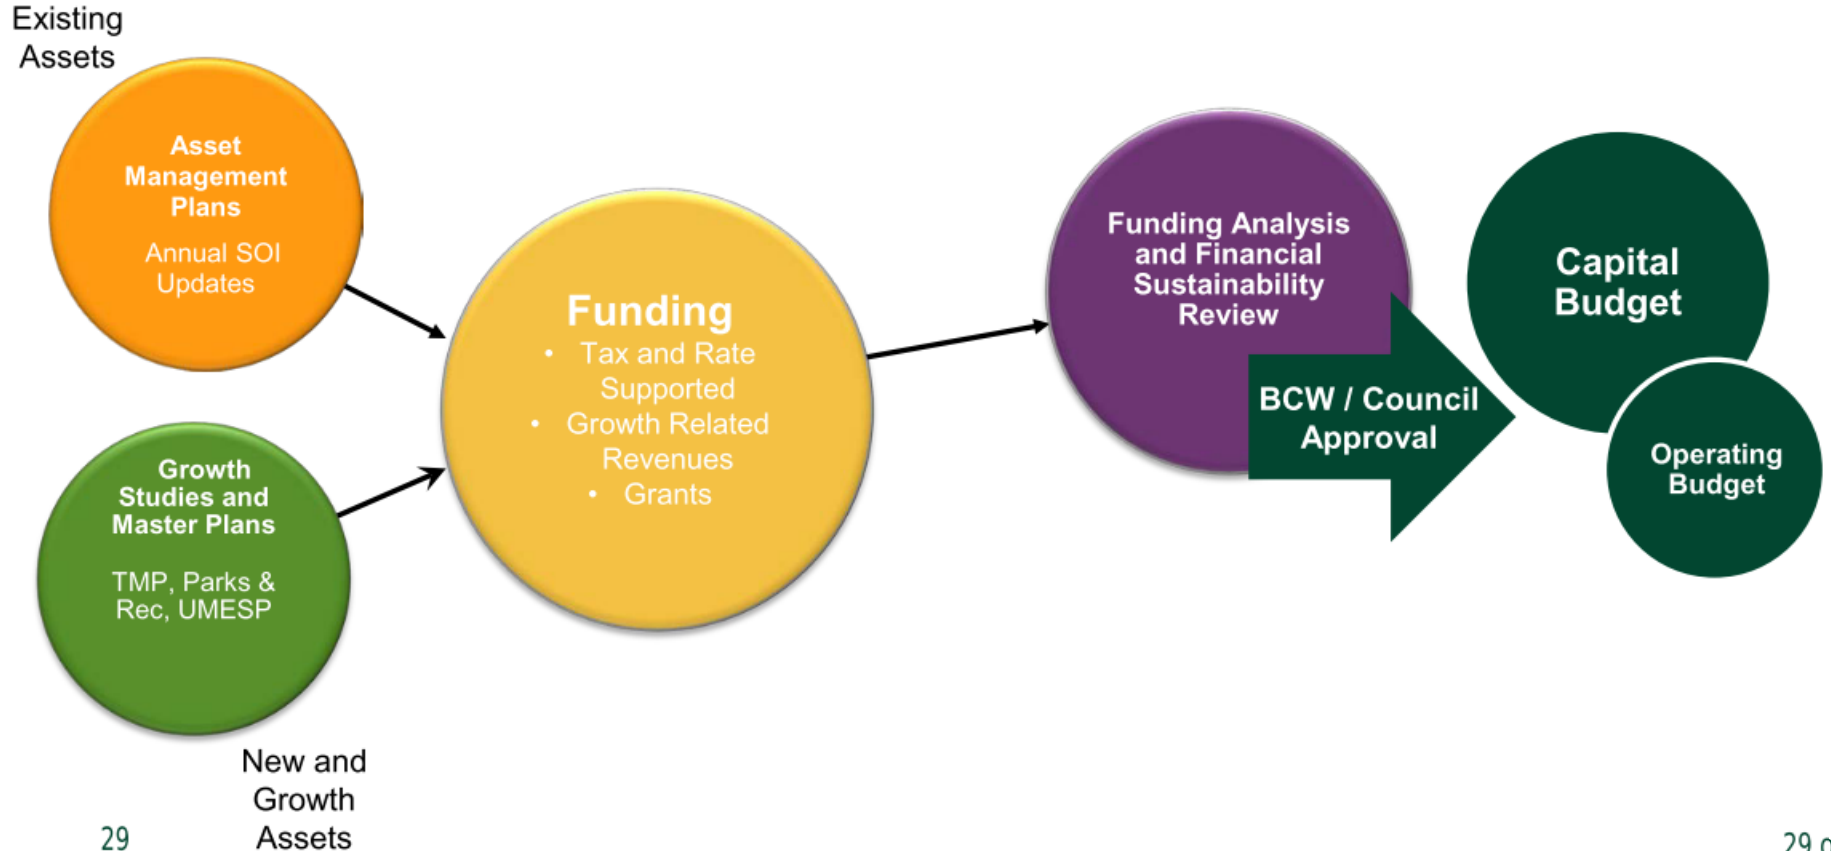 Existing
Assets
Asset
Management
Plans
Annual SOI
Updates
Growth
Studies and
Master Plans
TMP, Parks &
Rec, UMESP
New and
Growth
Assets
Funding
• Tax and Rate
Supported
• Growth Related
Revenues
• Grants
Funding Analysis
and Financial
Sustainability
Review
BCW / Council
Approval
Capital
Budget
Operating
Budget
29
29